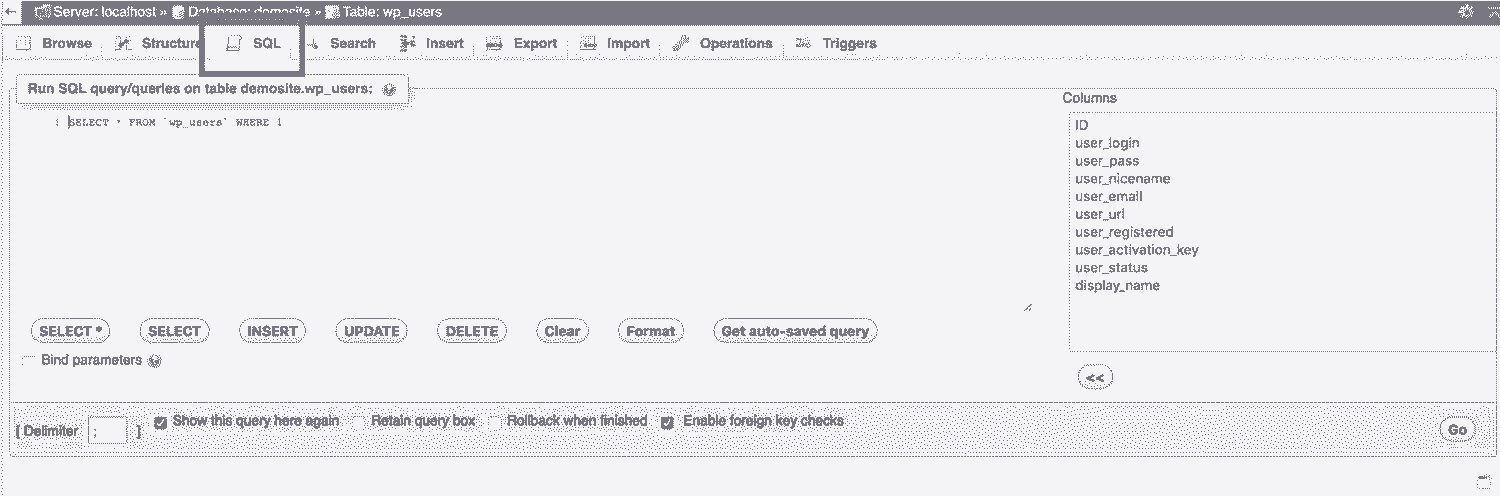 Server: localhost » Database: demosite » Table: wp_users
Browse Structure SQL Search Insert Export Import Operations Triggers
Run SQL query/queries on table demosite.wp_users:
1 SELECT * FROM `wp_users` WHERE 1
Columns
ID
user_login
user_pass
user_nicename
user_email
user_url
user_registered
user_activation_key
user_status
display_name
SELECT * SELECT INSERT UPDATE DELETE Clear Format Get auto-saved query
Bind parameters
<<
[ Delimiter ; ] Show this query here again Retain query box Rollback when finished Enable foreign key checks Go